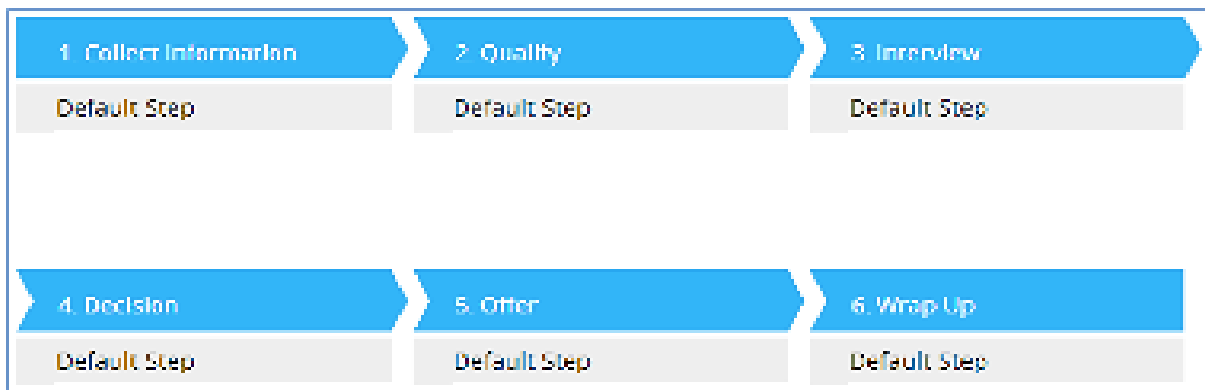 1. Collect Information
2. Qualify
3. Interview
Default Step
Default Step
Default Step
4. Decision
5. Offer
6. Wrap Up
Default Step
Default Step
Default Step